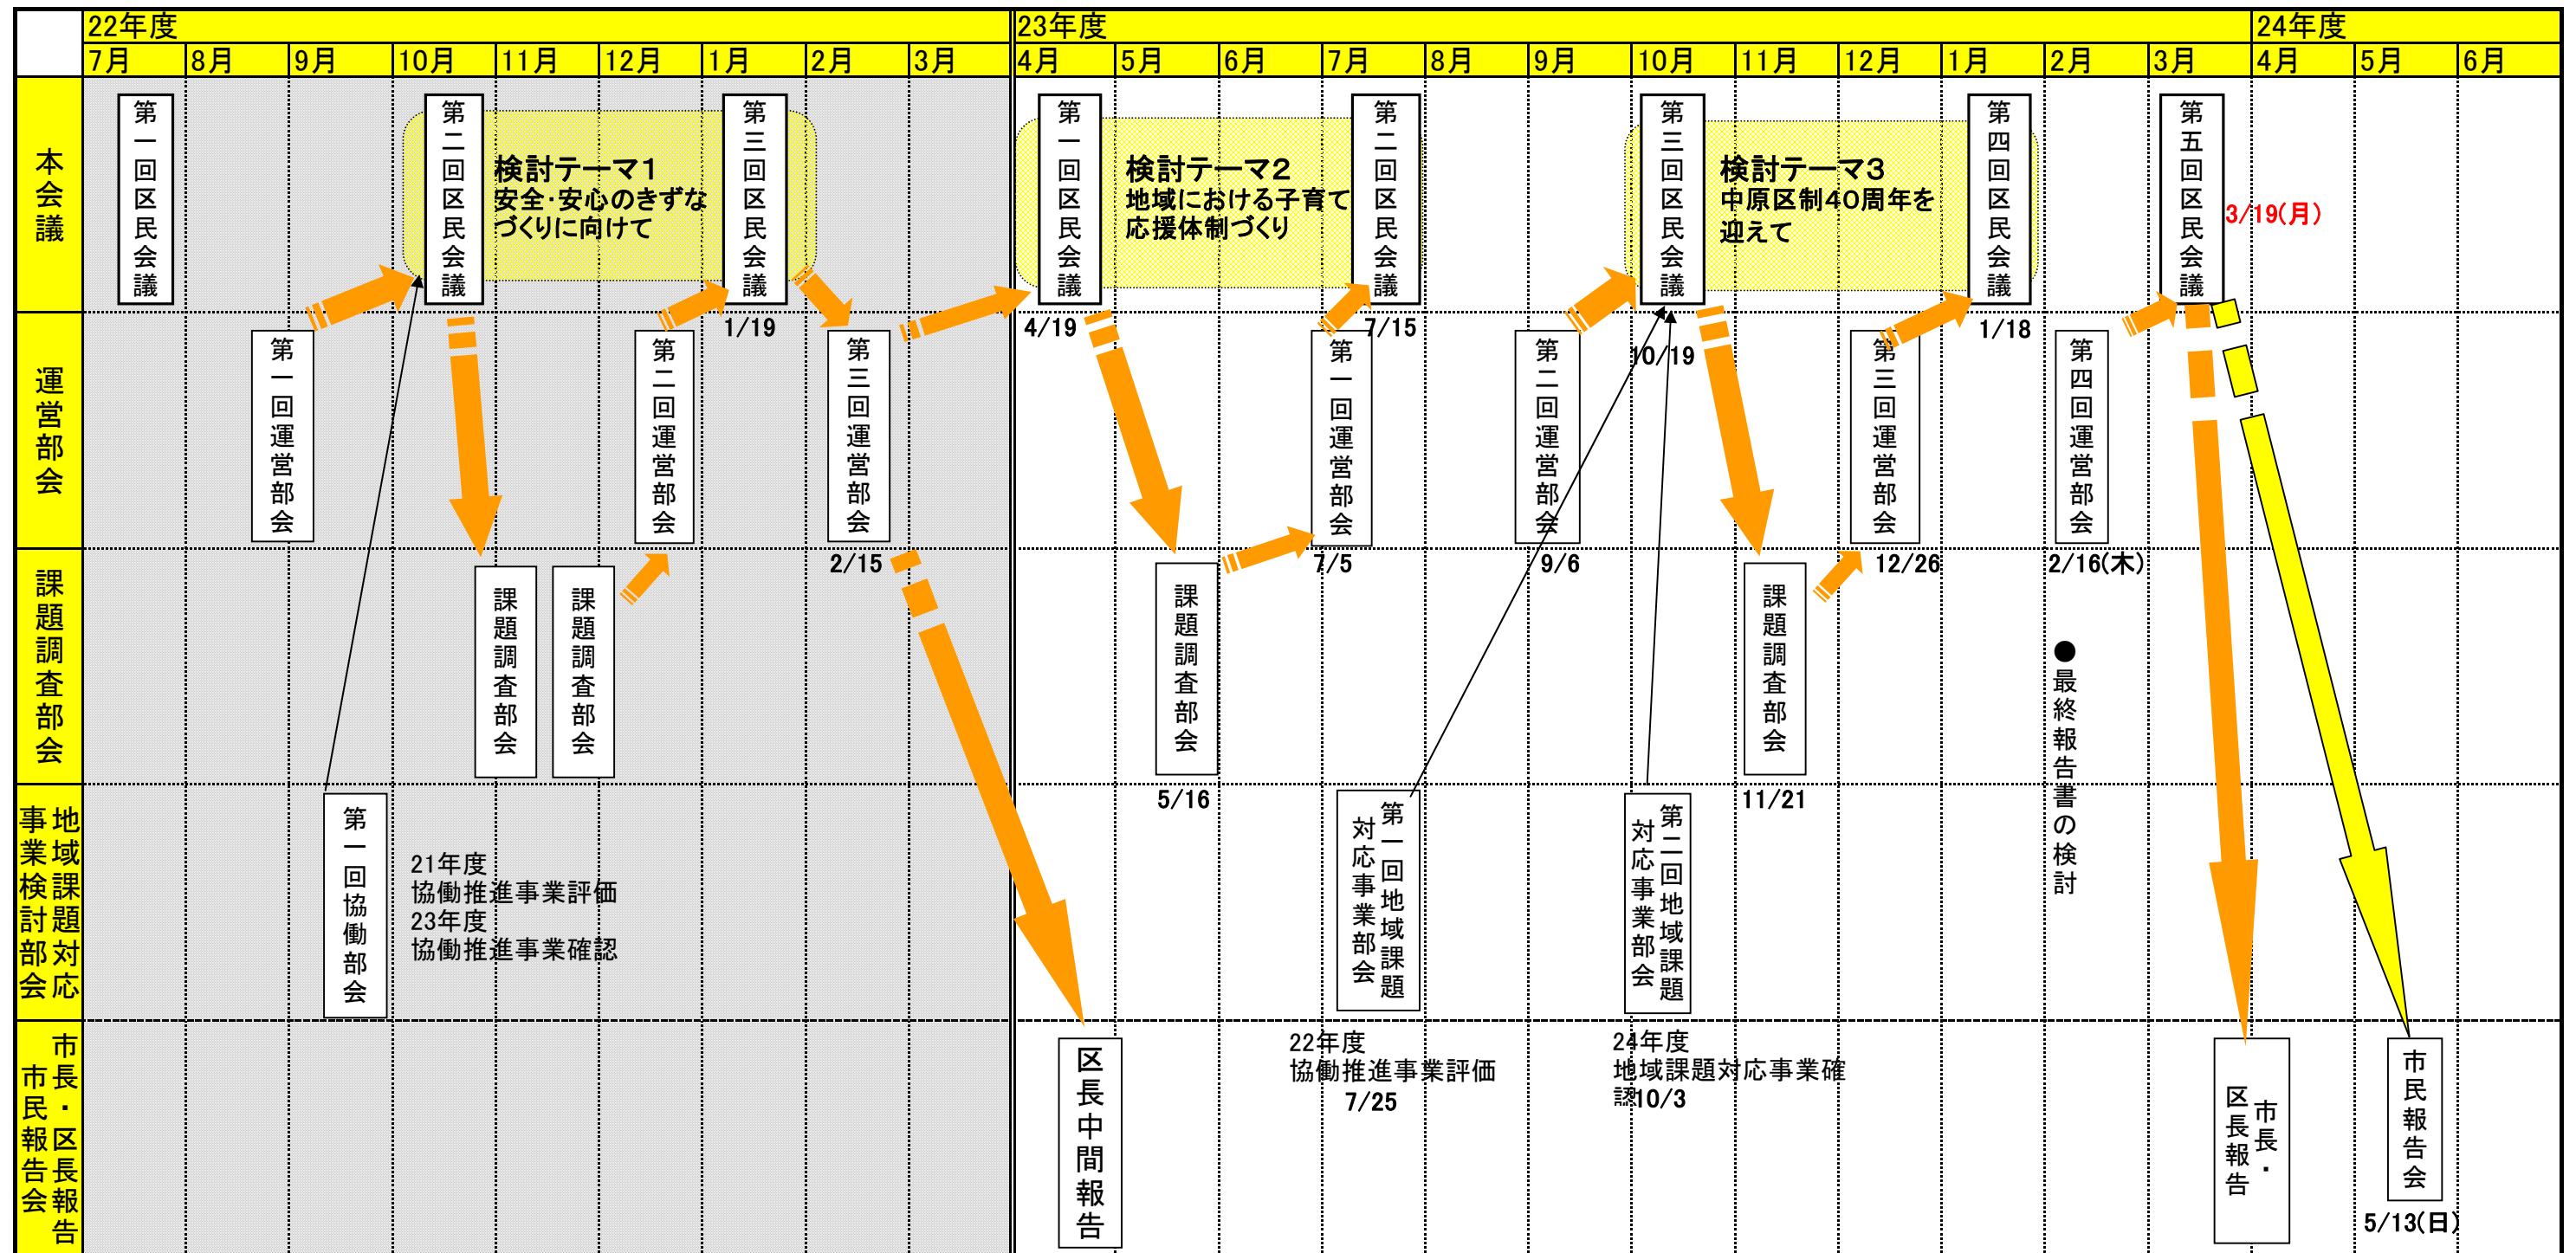 22年度
23年度
24年度
7月
8月
9月
10月
11月
12月
1月
2月
3月
4月
5月
6月
7月
8月
9月
10月
11月
12月
1月
2月
3月
4月
5月
6月
本会議
第一回区民会議
第二回区民会議
検討テーマ1
安全・安心のきずな
づくりに向けて
第三回区民会議
1/19
第一回区民会議
4/19
検討テーマ2
地域における子育て
応援体制づくり
第二回区民会議
7/15
第三回区民会議
10/19
検討テーマ3
中原区制40周年を
迎えて
第四回区民会議
1/18
第五回区民会議
3/19(月)
運営部会
第一回運営部会
第二回運営部会
第三回運営部会
2/15
第一回運営部会
7/5
第二回運営部会
9/6
第三回運営部会
12/26
第四回運営部会
2/16(木)
課題調査部会
課題調査部会
課題調査部会
課題調査部会
5/16
課題調査部会
11/21
●最終報告書の検討
地域課題対応
事業検討部会
第一回協働部会
21年度
協働推進事業評価
23年度
協働推進事業確認
第一回地域課題
対応事業部会
第二回地域課題
対応事業部会
市長・区長報告
市民報告会
区長中間報告
22年度
協働推進事業評価
7/25
24年度
地域課題対応事業確
認10/3
市長・
区長報告
市民報告会
5/13(日)